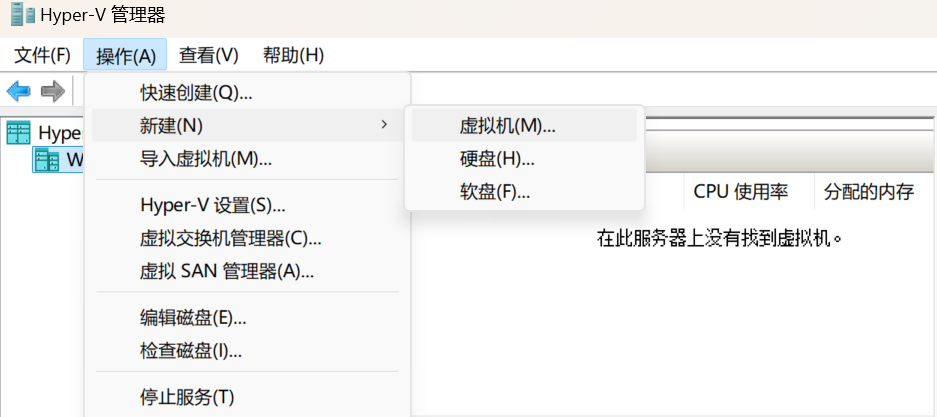 Hyper-V 管理器
文件(F) 操作(A) 查看(V) 帮助(H)
快速创建(Q)...
新建(N)
导入虚拟机(M)...
Hyper-V 设置(S)...
虚拟交换机管理器(C)...
虚拟 SAN 管理器(A)...
编辑磁盘(E)...
检查磁盘(I)...
停止服务(T)
虚拟机(M)...
硬盘(H)...
软盘(F)...
Hype
W
CPU 使用率 分配的内存
在此服务器上没有找到虚拟机。